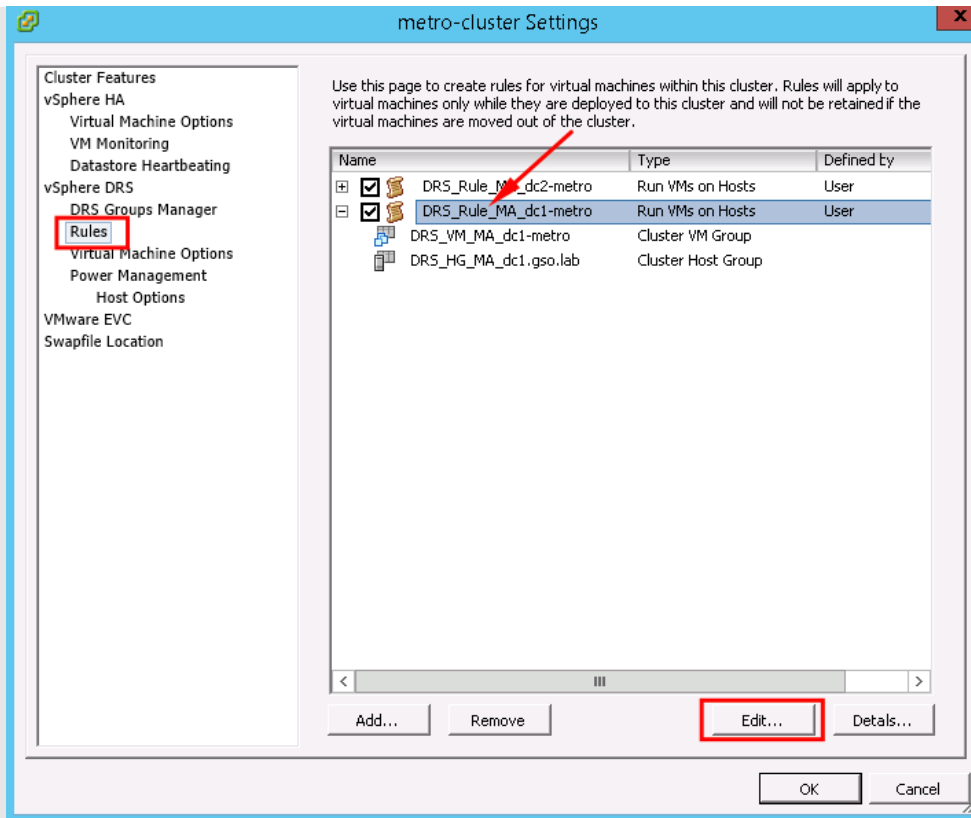 metro-cluster Settings
x
Cluster Features
vSphere HA
Virtual Machine Options
VM Monitoring
Datastore Heartbeating
vSphere DRS
DRS Groups Manager
Rules
Virtual Machine Options
Power Management
Host Options
VMware EVC
Swapfile Location
Use this page to create rules for virtual machines within this cluster. Rules will apply to
virtual machines only while they are deployed to this cluster and will not be retained if the
virtual machines are moved out of the cluster.
Name Type Defined by
DRS_Rule_MA_dc2-metro Run VMs on Hosts User
DRS_Rule_MA_dc1-metro Run VMs on Hosts User
DRS_VM_MA_dc1-metro Cluster VM Group
DRS_HG_MA_dc1.gso.lab Cluster Host Group
Add... Remove Edit... Detals...
OK Cancel